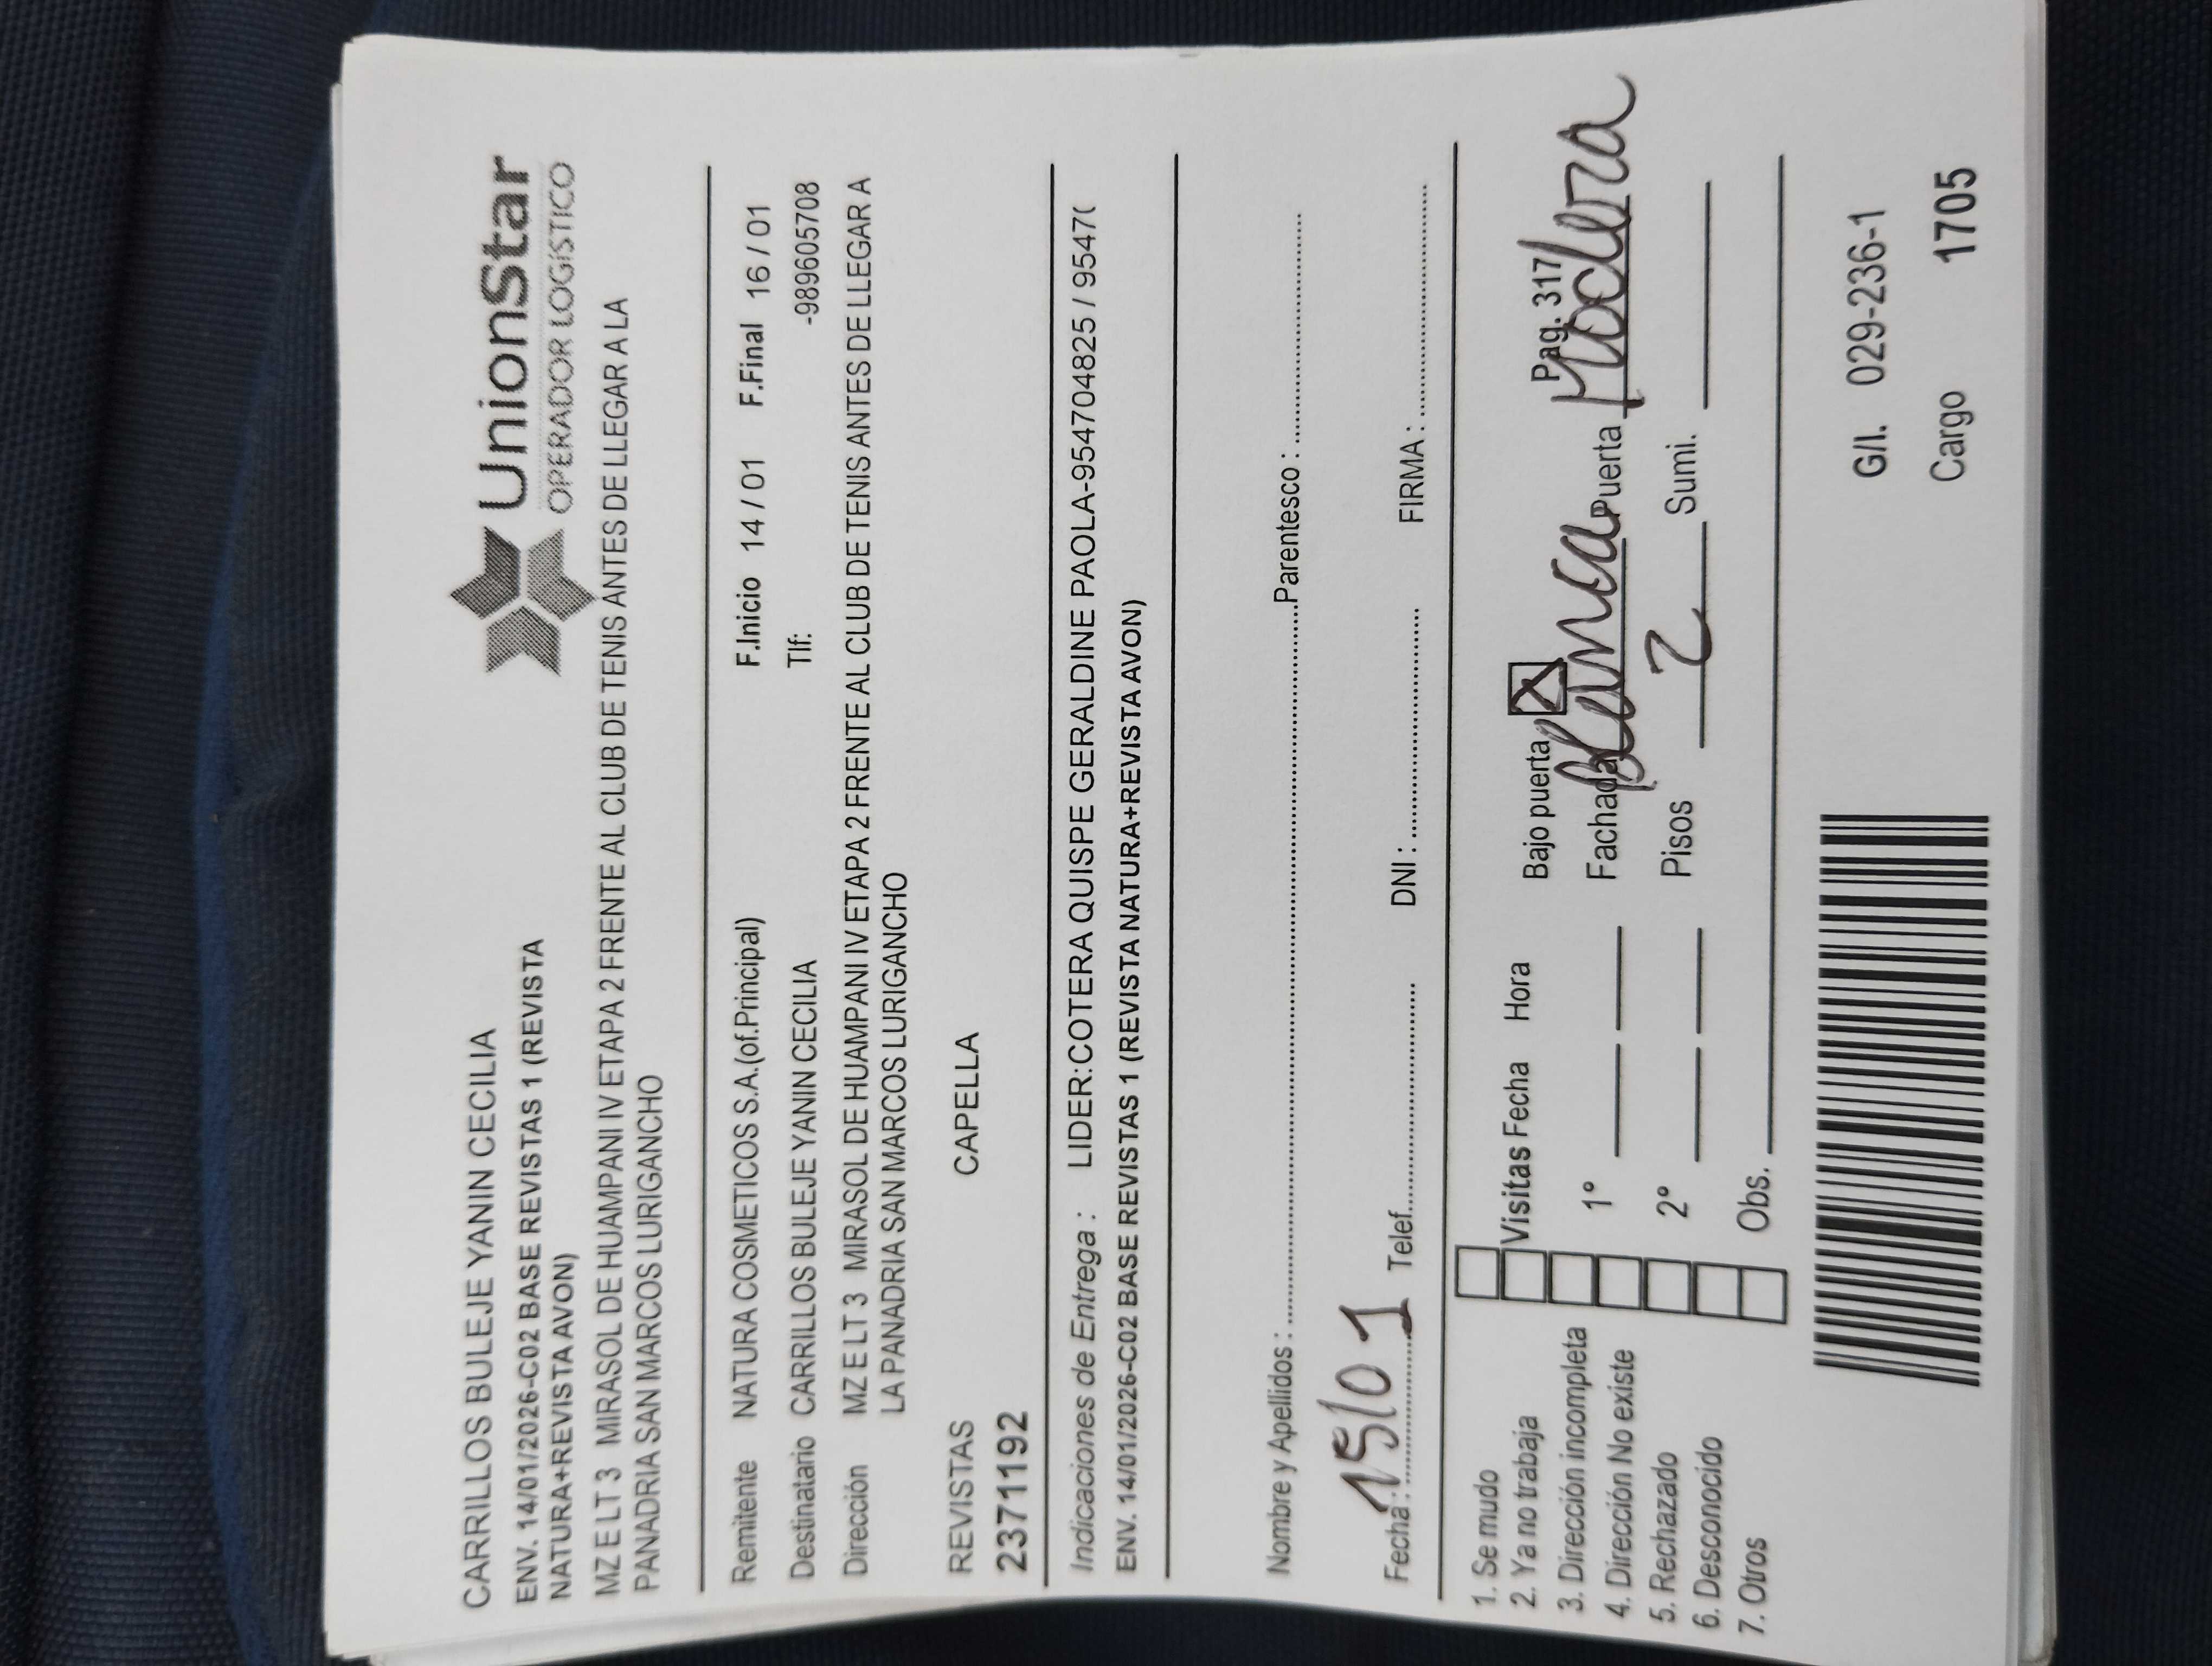 UnionStar
OPERADOR LOGÍSTICO
CARRILLOS BULEJE YANIN CECILIA
ENV. 14/01/2026-C02 BASE REVISTAS 1 (REVISTA
NATURA+REVISTA AVON)
MZ E LT 3 MIRASOL DE HUAMPANI IV ETAPA 2 FRENTE AL CLUB DE TENIS ANTES DE LLEGAR A LA
PANADRIA SAN MARCOS LURIGANCHO
Remitente NATURA COSMETICOS S.A.(of.Principal) F.Inicio 14 / 01 F.Final 16 / 01
Destinatario CARRILLOS BULEJE YANIN CECILIA Tlf: -989605708
Dirección MZ E LT 3 MIRASOL DE HUAMPANI IV ETAPA 2 FRENTE AL CLUB DE TENIS ANTES DE LLEGAR A
LA PANADRIA SAN MARCOS LURIGANCHO
REVISTAS CAPELLA
23711192
Indicaciones de Entrega : LIDER:COTERA QUISPE GERALDINE PAOLA-954704825 / 9547(
ENV. 14/01/2026-C02 BASE REVISTAS 1 (REVISTA NATURA+REVISTA AVON)
Nombre y Apellidos : Parentesco :
Fecha : 15/01 Telef. DNI : FIRMA :
1. Se mudo
2. Ya no trabaja Visitas Fecha Hora Bajo puerta X Pag. 317/
3. Dirección incompleta
4. Dirección No existe 1º Fachada Blanca Puerta Madera
5. Rechazado
6. Desconocido 2º Pisos 2 Sumi.
7. Otros Obs.
G/I. 029-236-1
Cargo 1705